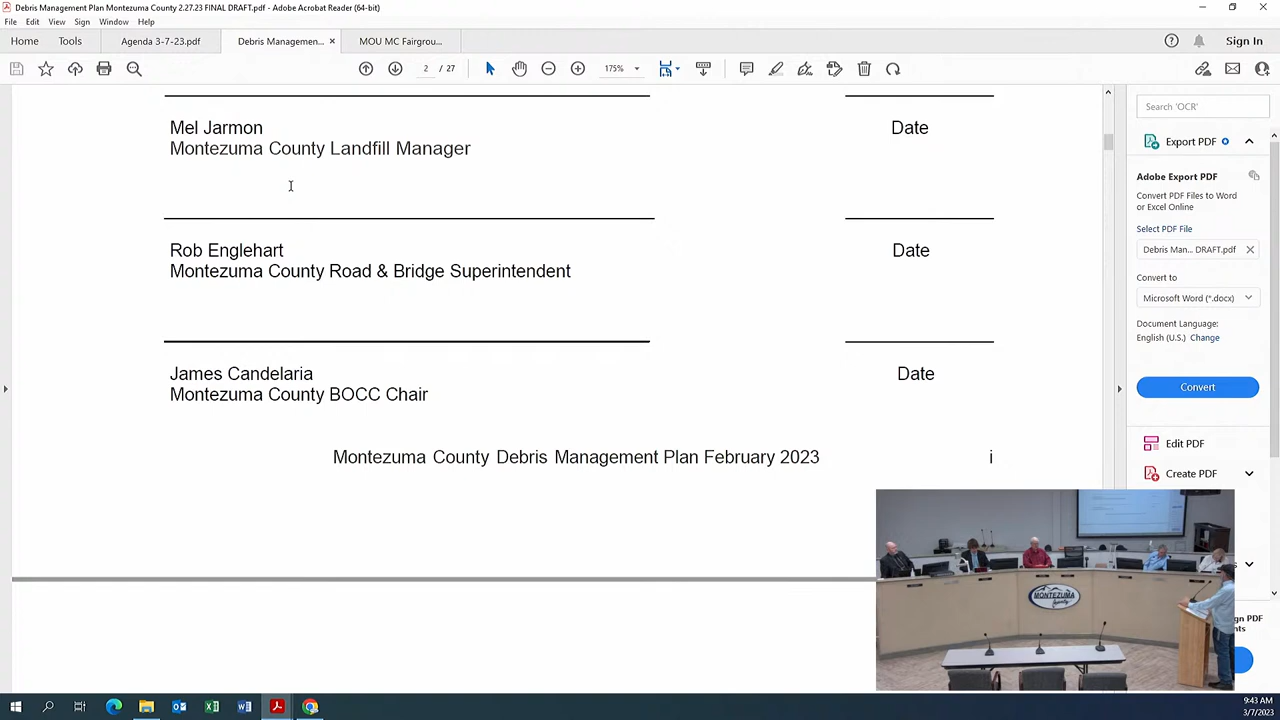 Debris Management Plan Montezuma County 2.27.23 FINAL DRAFT.pdf - Adobe Acrobat Reader (64-bit)
File Edit View Sign Window Help
Home Tools Agenda 3-7-23.pdf Debris Managemen... MOU MC Fairgrou... Sign In
2 / 27 175%
Mel Jarmon Date
Montezuma County Landfill Manager
Rob Englehart Date
Montezuma County Road & Bridge Superintendent
James Candelaria Date
Montezuma County BOCC Chair
Montezuma County Debris Management Plan February 2023 i
Search 'OCR'
Export PDF
Adobe Export PDF
Convert PDF Files to Word
or Excel Online
Select PDF File
Debris Man... DRAFT.pdf
Convert to
Microsoft Word (*.docx)
Document Language:
English (U.S.) Change
Convert
Edit PDF
Create PDF
MONTEZUMA
County
9:43 AM
3/7/2023